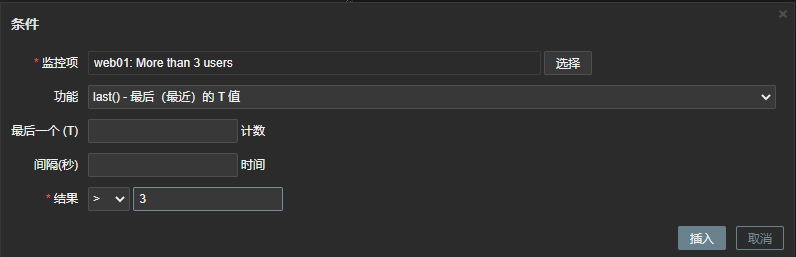 条件
* 监控项 web01: More than 3 users 选择
功能 last() - 最后（最近）的 T 值
最后一个 (T) 计数
间隔(秒) 时间
* 结果 > 3
插入 取消